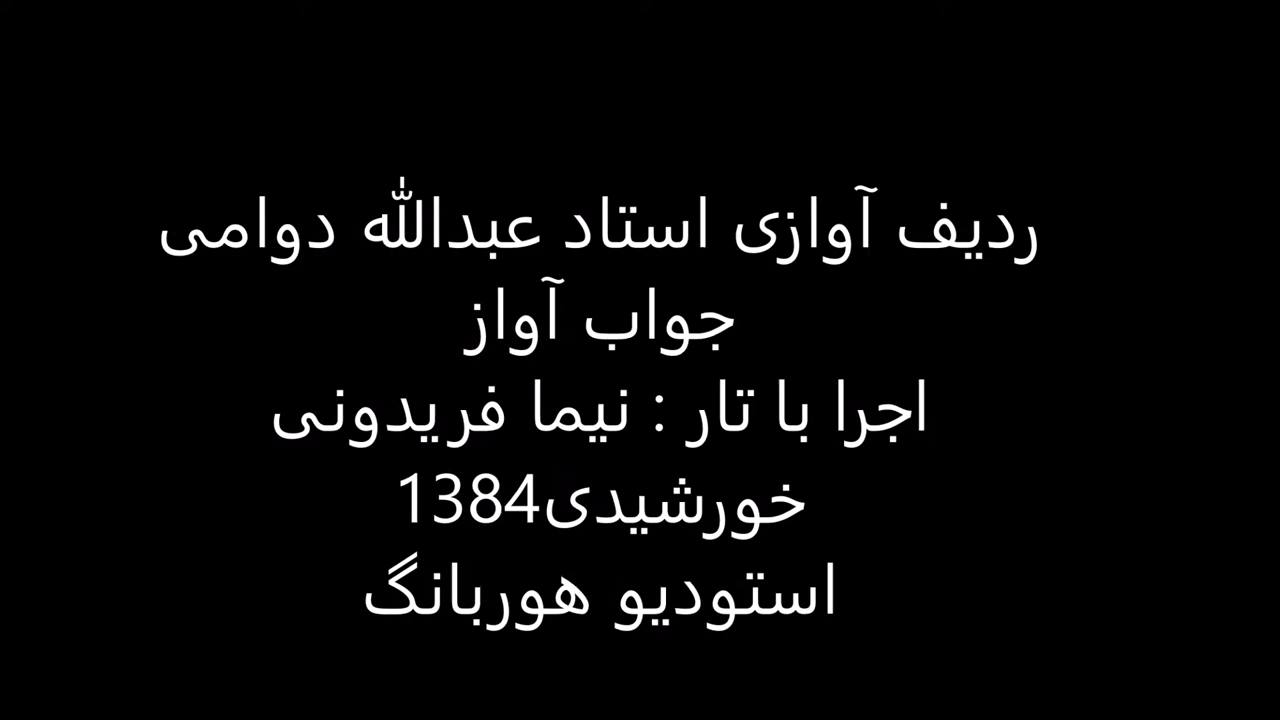 ردیف آوازی استاد عبدالله دوامی
جواب آواز
اجرا با تار : نیما فریدونی
خورشیدی1384
استودیو هوربانگ